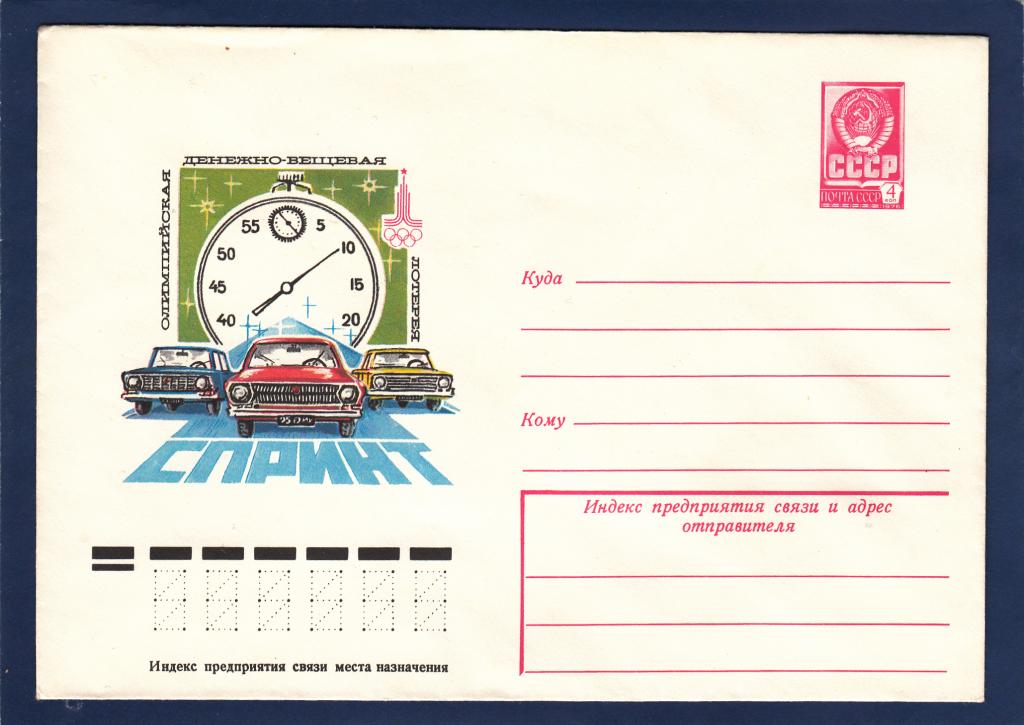 ОЛИМПИЙСКАЯ
ДЕНЕЖНО-ВЕЩЕВАЯ
ЛОТЕРЕЯ
55 5
50 10
45 15
40 20
СПРИНТ
СССР
ПОЧТА СССР 4 коп
1976
Куда
Кому
Индекс предприятия связи и адрес
отправителя
Индекс предприятия связи места назначения